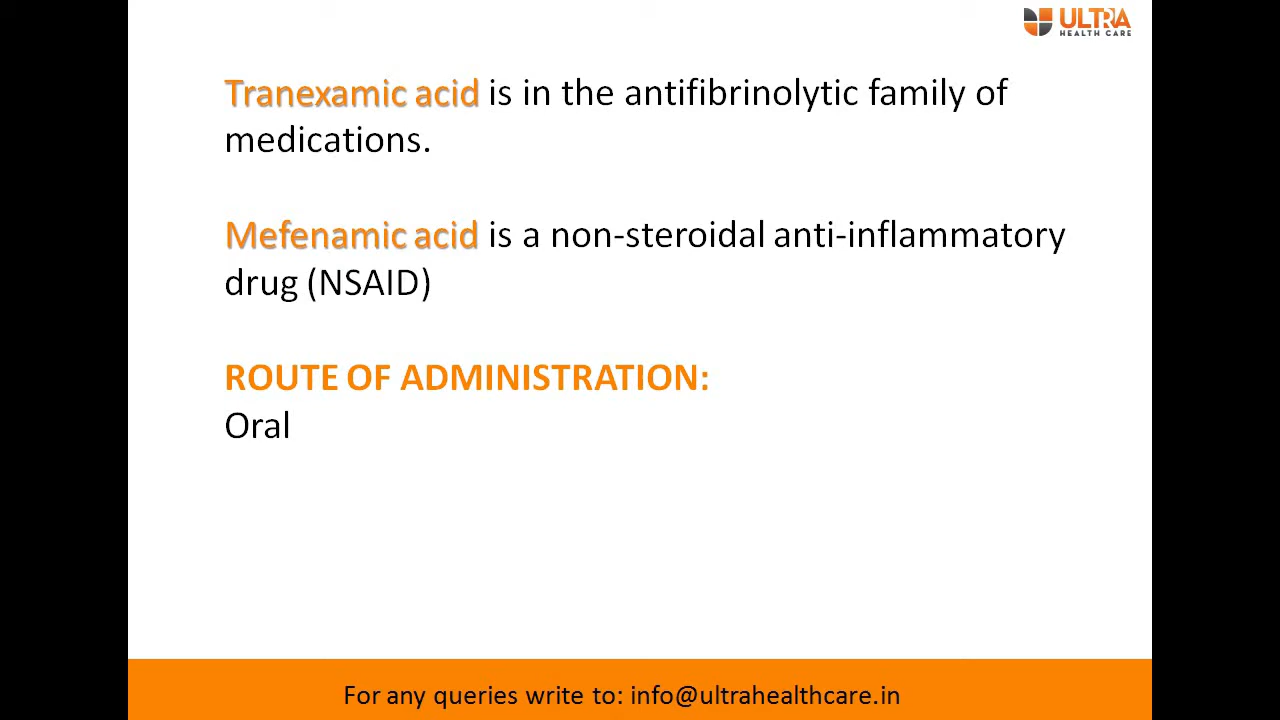 ULTRA
HEALTH CARE
Tranexamic acid is in the antifibrinolytic family of
medications.
Mefenamic acid is a non-steroidal anti-inflammatory
drug (NSAID)
ROUTE OF ADMINISTRATION:
Oral
For any queries write to: info@ultrahealthcare.in